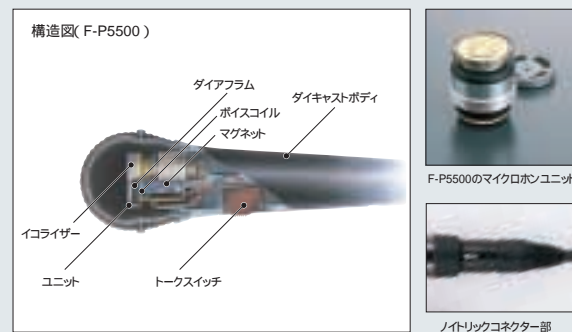 構造図( F-P5500 )
ダイアフラム
ボイスコイル
マグネット
ダイキャストボディ
イコライザー
ユニット
トークスイッチ
F-P5500のマイクロホンユニット
ノイトリックコネクター部